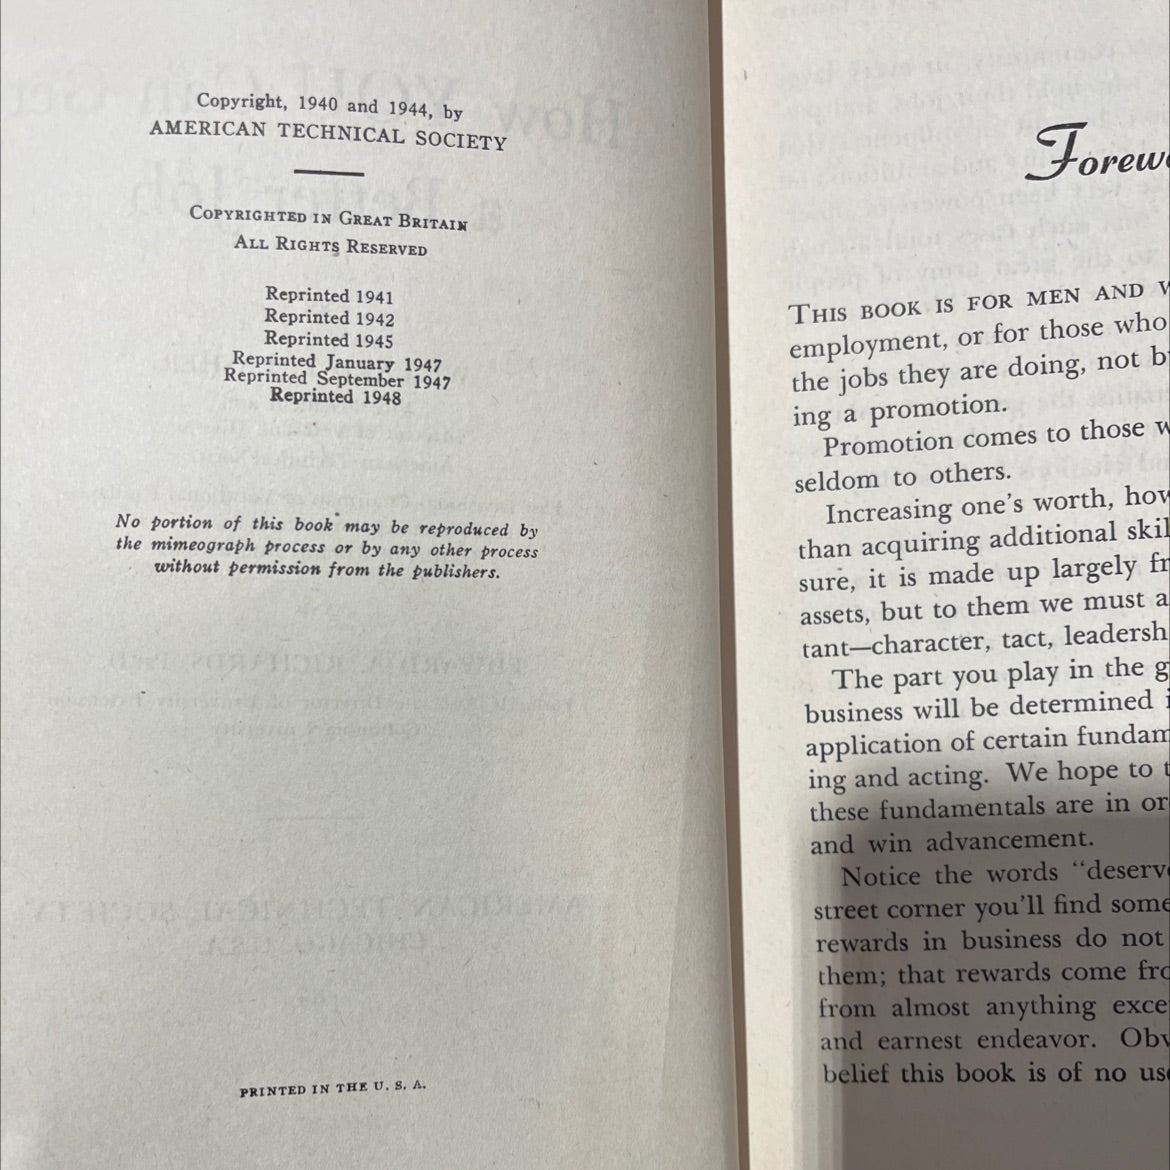 Copyright, 1940 and 1944, by
AMERICAN TECHNICAL SOCIETY
COPYRIGHTED IN GREAT BRITAIN
ALL RIGHTS RESERVED
Reprinted 1941
Reprinted 1942
Reprinted 1945
Reprinted January 1947
Reprinted September 1947
Reprinted 1948
No portion of this book may be reproduced by
the mimeograph process or by any other process
without permission from the publishers.
PRINTED IN THE U. S. A.
Forew
THIS BOOK IS FOR MEN AND
employment, or for those who
the jobs they are doing, not b
ing a promotion.
Promotion comes to those w
seldom to others.
Increasing one's worth, how
than acquiring additional skil
sure, it is made up largely fr
assets, but to them we must a
tant—character, tact, leadersh
The part you play in the g
business will be determined i
application of certain fundam
ing and acting. We hope to t
these fundamentals are in or
and win advancement.
Notice the words "deserv
street corner you'll find some
rewards in business do not
them; that rewards come fro
from almost anything exce
and earnest endeavor. Obv
belief this book is of no us